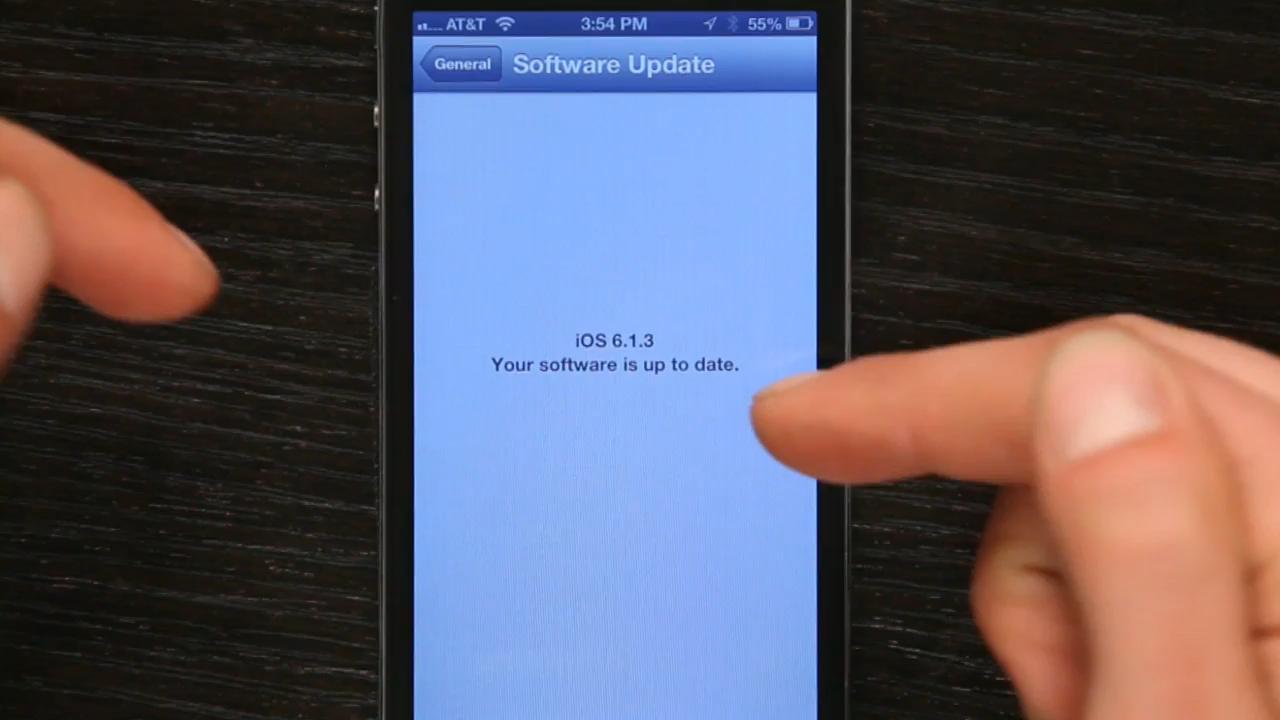 AT&T 3:54 PM 55%
General Software Update
iOS 6.1.3
Your software is up to date.